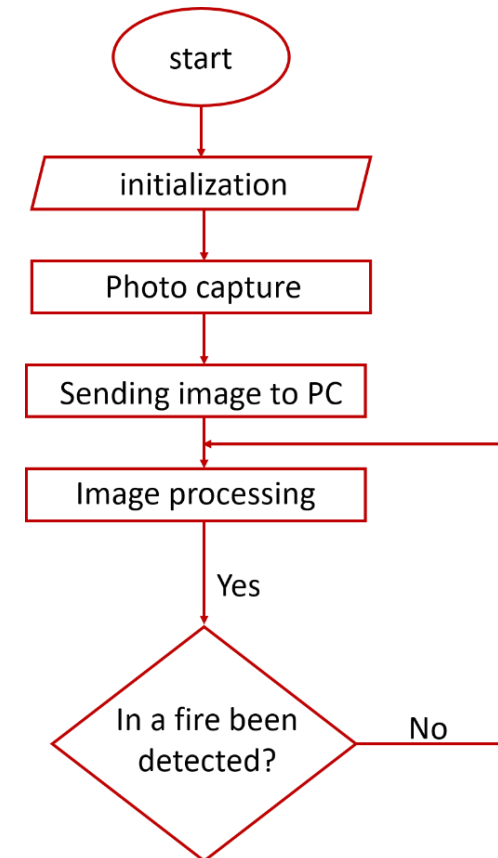 start
initialization
Photo capture
Sending image to PC
Image processing
Yes
In a fire been
detected?
No